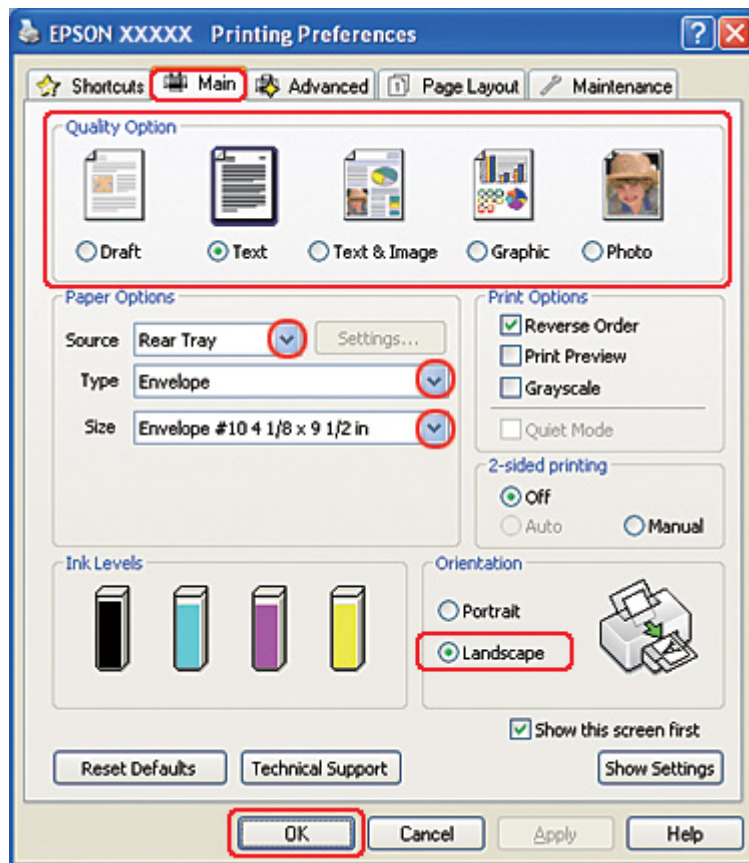 EPSON XXXXX Printing Preferences
Shortcuts Main Advanced Page Layout Maintenance
Quality Option
Draft Text Text & Image Graphic Photo
Paper Options
Source Rear Tray Settings...
Type Envelope
Size Envelope #10 4 1/8 x 9 1/2 in
Print Options
Reverse Order
Print Preview
Grayscale
Quiet Mode
2-sided printing
Off
Auto Manual
Ink Levels
Orientation
Portrait
Landscape
Show this screen first
Reset Defaults Technical Support Show Settings
OK Cancel Apply Help